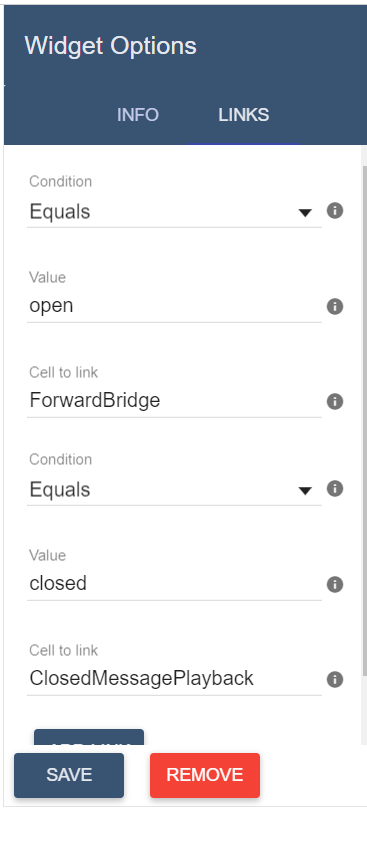 Widget Options
INFO LINKS
Condition
Equals
Value
open
Cell to link
ForwardBridge
Condition
Equals
Value
closed
Cell to link
ClosedMessagePlayback
SAVE REMOVE